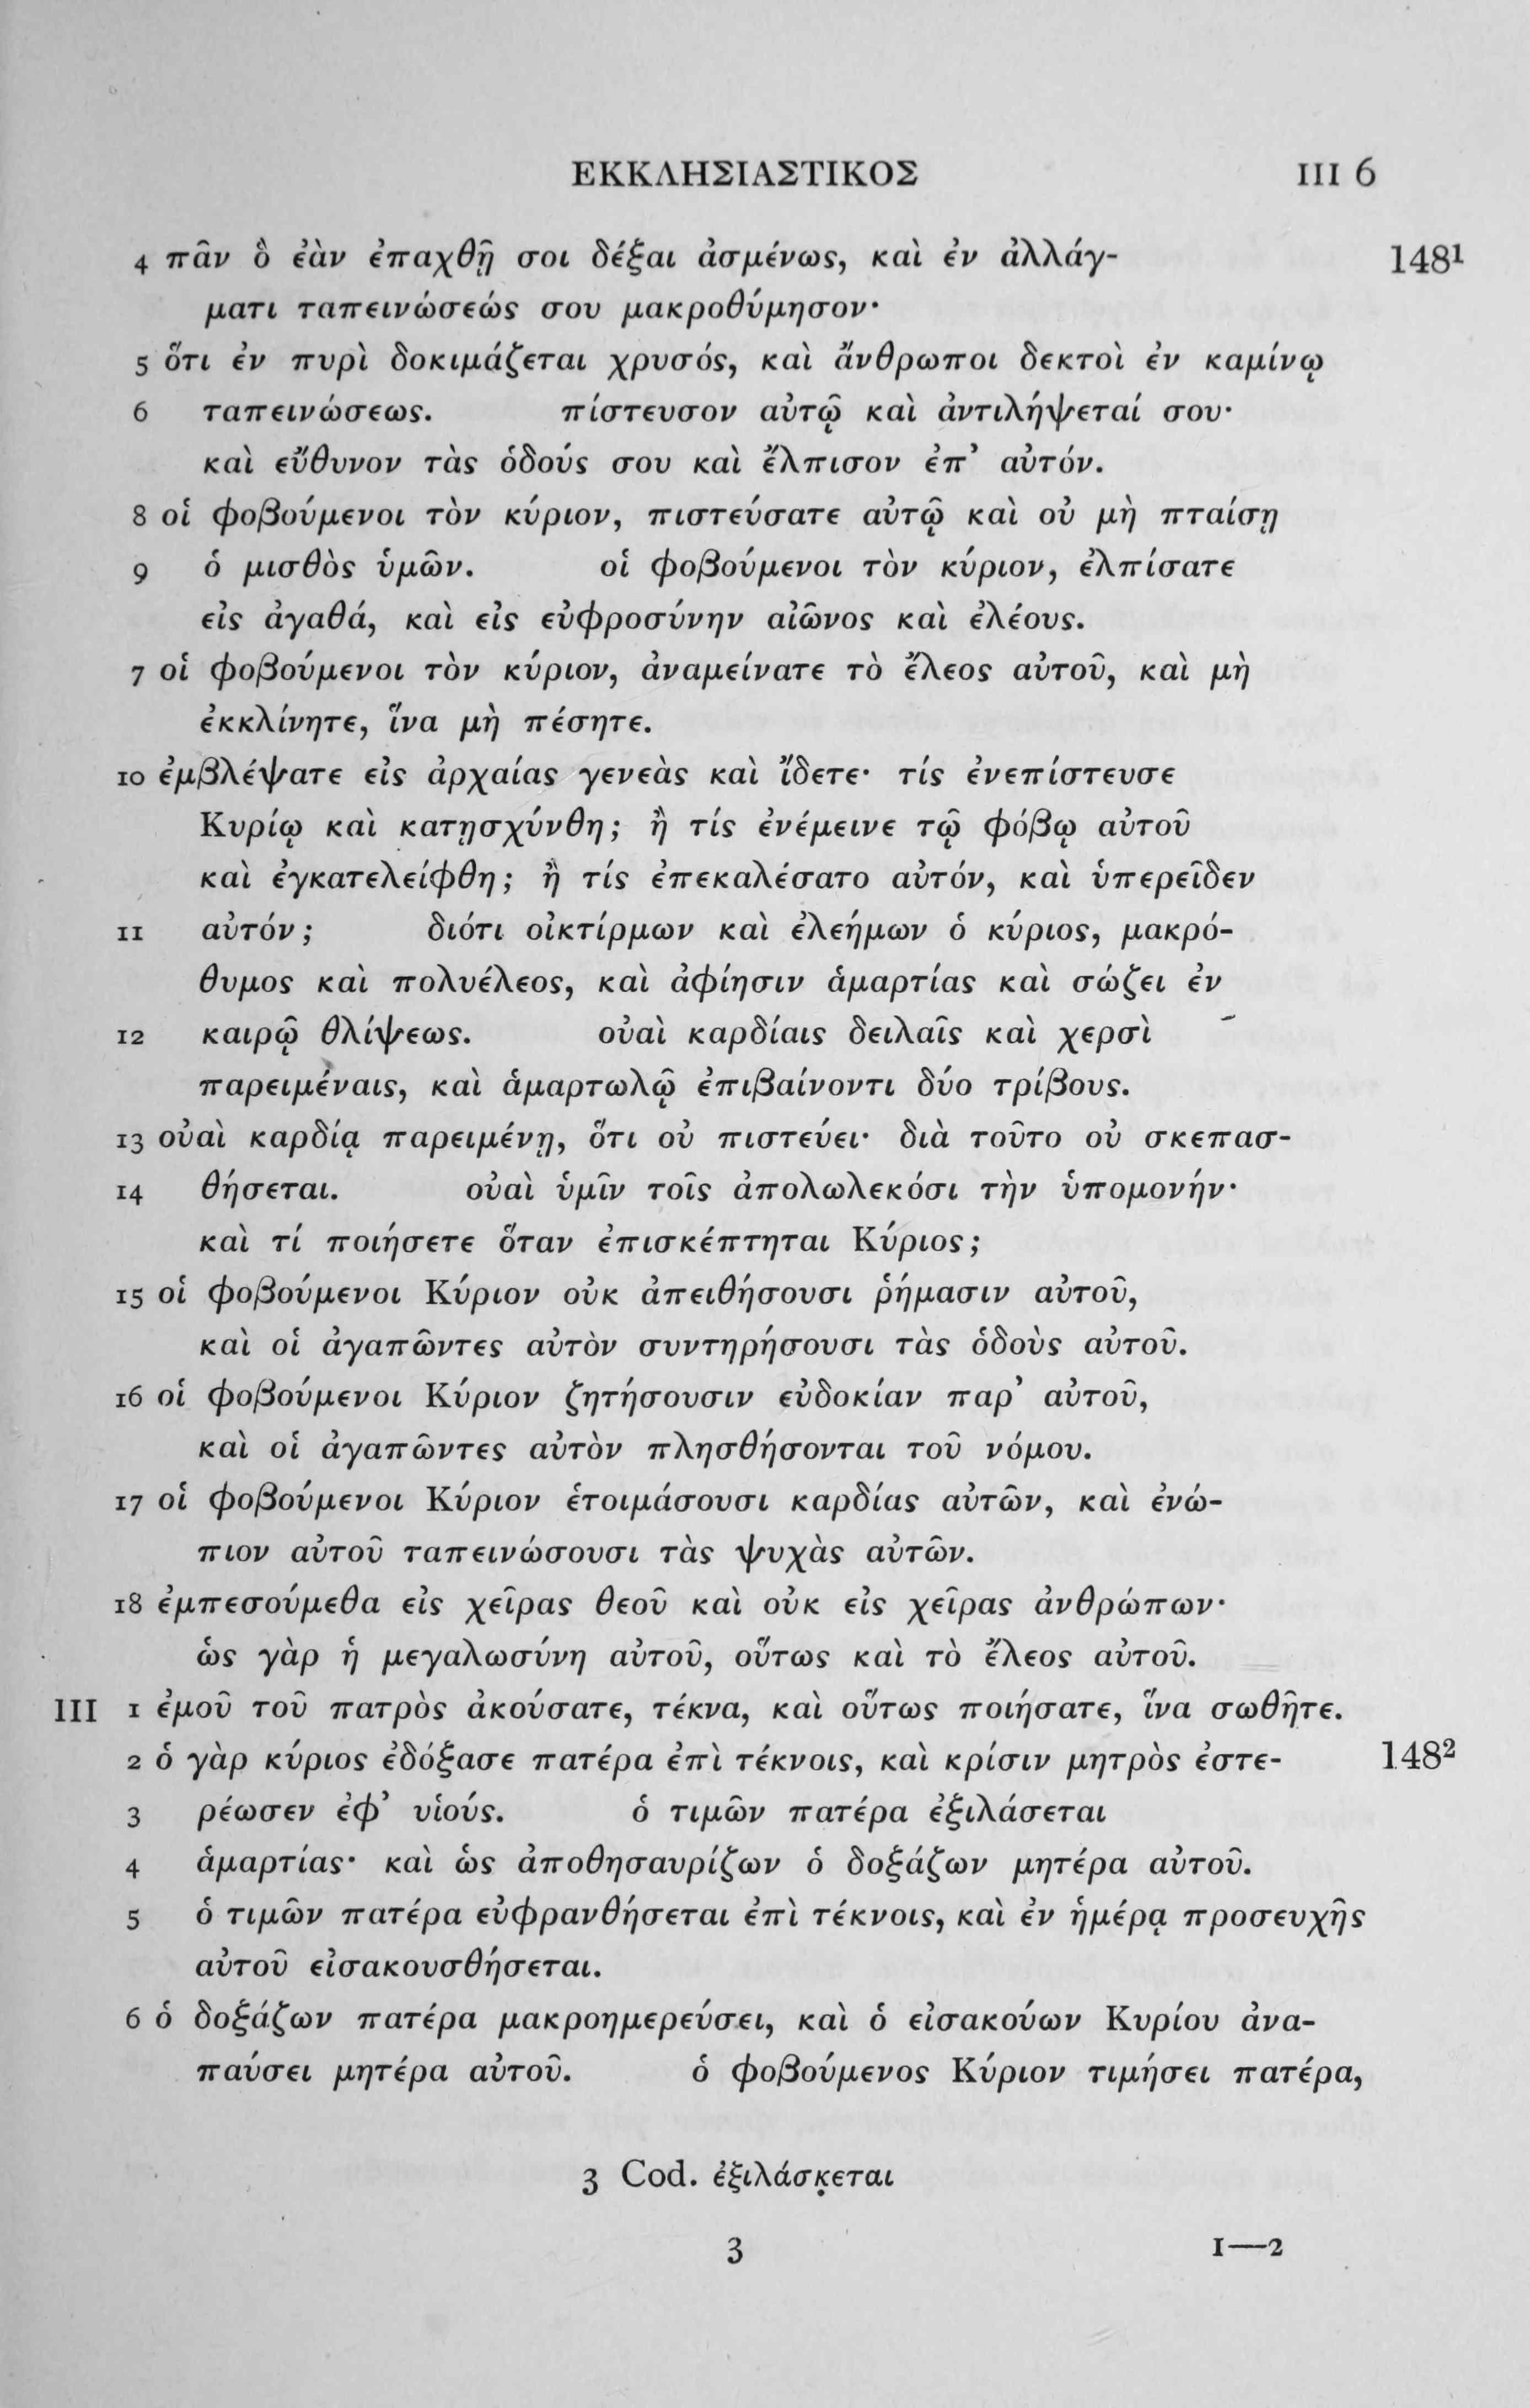 ΕΚΚΛΗΣΙΑΣΤΙΚΟΣ III 6
4 πᾶν ὃ ἐὰν ἐπαχθῇ σοι δέξαι ἀσμένως, καὶ ἐν ἀλλάγ- 148¹
ματι ταπεινώσεώς σου μακροθύμησον·
5 ὅτι ἐν πυρὶ δοκιμάζεται χρυσός, καὶ ἄνθρωποι δεκτοὶ ἐν καμίνῳ
6 ταπεινώσεως. πίστευσον αὐτῷ καὶ ἀντιλήψεταί σου·
καὶ εὔθυνον τὰς ὁδούς σου καὶ ἔλπισον ἐπ’ αὐτόν.
8 οἱ φοβούμενοι τὸν κύριον, πιστεύσατε αὐτῷ καὶ οὐ μὴ πταίσῃ
9 ὁ μισθὸς ὑμῶν. οἱ φοβούμενοι τὸν κύριον, ἐλπίσατε
εἰς ἀγαθά, καὶ εἰς εὐφροσύνην αἰῶνος καὶ ἐλέους.
7 οἱ φοβούμενοι τὸν κύριον, ἀναμείνατε τὸ ἔλεος αὐτοῦ, καὶ μὴ
ἐκκλίνητε, ἵνα μὴ πέσητε.
10 ἐμβλέψατε εἰς ἀρχαίας γενεὰς καὶ ἴδετε· τίς ἐνεπίστευσε
Κυρίῳ καὶ κατῃσχύνθη; ἢ τίς ἐνέμεινε τῷ φόβῳ αὐτοῦ
καὶ ἐγκατελείφθη; ἢ τίς ἐπεκαλέσατο αὐτόν, καὶ ὑπερεῖδεν
11 αὐτόν; διότι οἰκτίρμων καὶ ἐλεήμων ὁ κύριος, μακρό-
θυμος καὶ πολυέλεος, καὶ ἀφίησιν ἁμαρτίας καὶ σώζει ἐν
12 καιρῷ θλίψεως. οὐαὶ καρδίαις δειλαῖς καὶ χερσὶ
παρειμέναις, καὶ ἁμαρτωλῷ ἐπιβαίνοντι δύο τρίβους.
13 οὐαὶ καρδίᾳ παρειμένῃ, ὅτι οὐ πιστεύει· διὰ τοῦτο οὐ σκεπασ-
14 θήσεται. οὐαὶ ὑμῖν τοῖς ἀπολωλεκόσι τὴν ὑπομονήν·
καὶ τί ποιήσετε ὅταν ἐπισκέπτηται Κύριος;
15 οἱ φοβούμενοι Κύριον οὐκ ἀπειθήσουσι ῥήμασιν αὐτοῦ,
καὶ οἱ ἀγαπῶντες αὐτὸν συντηρήσουσι τὰς ὁδοὺς αὐτοῦ.
16 οἱ φοβούμενοι Κύριον ζητήσουσιν εὐδοκίαν παρ’ αὐτοῦ,
καὶ οἱ ἀγαπῶντες αὐτὸν πλησθήσονται τοῦ νόμου.
17 οἱ φοβούμενοι Κύριον ἑτοιμάσουσι καρδίας αὐτῶν, καὶ ἐνώ-
πιον αὐτοῦ ταπεινώσουσι τὰς ψυχὰς αὐτῶν.
18 ἐμπεσούμεθα εἰς χεῖρας θεοῦ καὶ οὐκ εἰς χεῖρας ἀνθρώπων·
ὡς γὰρ ἡ μεγαλωσύνη αὐτοῦ, οὕτως καὶ τὸ ἔλεος αὐτοῦ.
III 1 ἐμοῦ τοῦ πατρὸς ἀκούσατε, τέκνα, καὶ οὕτως ποιήσατε, ἵνα σωθῆτε.
2 ὁ γὰρ κύριος ἐδόξασε πατέρα ἐπὶ τέκνοις, καὶ κρίσιν μητρὸς ἐστε- 148²
3 ρέωσεν ἐφ’ υἱούς. ὁ τιμῶν πατέρα ἐξιλάσεται
4 ἁμαρτίας· καὶ ὡς ἀποθησαυρίζων ὁ δοξάζων μητέρα αὐτοῦ.
5 ὁ τιμῶν πατέρα εὐφρανθήσεται ἐπὶ τέκνοις, καὶ ἐν ἡμέρᾳ προσευχῆς
αὐτοῦ εἰσακουσθήσεται.
6 ὁ δοξάζων πατέρα μακροημερεύσει, καὶ ὁ εἰσακούων Κυρίου ἀνα-
παύσει μητέρα αὐτοῦ. ὁ φοβούμενος Κύριον τιμήσει πατέρα,
3 Cod. ἐξιλάσκ̣εται
3 1—2